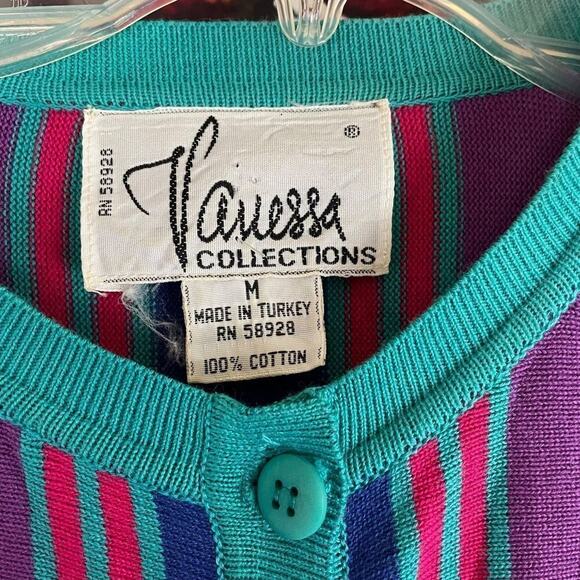 RN 58928
Vanessa ®
COLLECTIONS
M
MADE IN TURKEY
RN 58928
100% COTTON